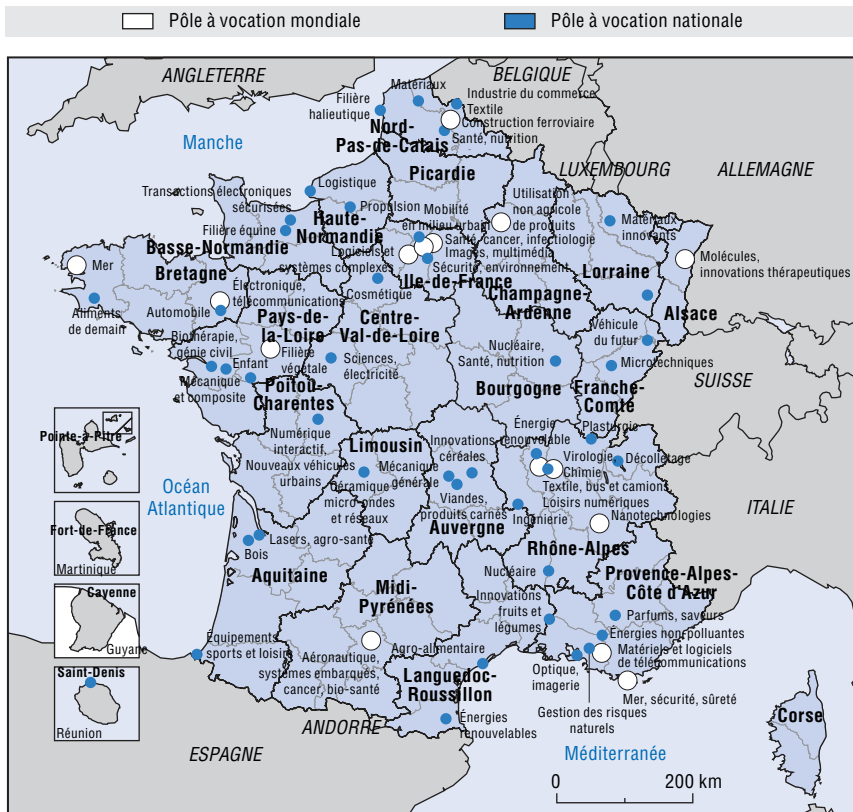 Pôle à vocation mondiale
Pôle à vocation nationale
ANGLETERRE
BELGIQUE
Matériaux
Industrie du commerce
Filière
halieutique
Textile
Construction ferroviaire
Manche
Nord-
Pas-de-Calais
Santé, nutrition
LUXEMBOURG
ALLEMAGNE
Picardie
Transactions électroniques
sécurisées
Logistique
Propulsion
Mobilité
en milieu urbain
Utilisation
non agricole
de produits
Matériaux
innovants
Filière équine
Haute-
Normandie
Basse-Normandie
Logiciels et
systèmes complexes
Santé, cancer, infectiologie
Images, multimédia
Sécurité, environnement
Ile-de-France
Mer
Bretagne
Molécules,
innovations thérapeutiques
Lorraine
Électronique,
télécommunications
Cosmétique
Champagne-
Ardenne
Alsace
Aliments
de demain
Automobile
Pays-de-
la-Loire
Centre-
Val-de-Loire
Véhicule
du futur
Biothérapie,
génie civil
Filière
végétale
Enfant
Sciences,
électricité
Nucléaire,
Santé, nutrition
Microtechniques
Mécanique
et composite
Poitou-
Charentes
Bourgogne
Franche-
Comté
SUISSE
Pointe-à-Pitre
Numérique
interactif,
Nouveaux véhicules
urbains
Limousin
Innovations
céréales
Énergie
renouvelable
Plasturgie
Mécanique
générale
Virologie
Chimie
Décolletage
Océan
Atlantique
Céramique
micro-ondes
et réseaux
Viandes,
produits carnés
Textile, bus et camions
Loisirs numériques
ITALIE
Auvergne
Ingénierie
Nanotechnologies
Fort-de-France
Martinique
Lasers, agro-santé
Bois
Rhône-Alpes
Aquitaine
Midi-
Pyrénées
Nucléaire
Provence-Alpes-
Côte d'Azur
Cayenne
Guyane
Innovations
fruits et
légumes
Parfums, saveurs
Énergies non polluantes
Équipements,
sports et loisirs
Agro-alimentaire
Matériels et logiciels
de télécommunications
Aéronautique,
systèmes embarqués,
cancer, bio-santé
Saint-Denis
Réunion
Languedoc-
Roussillon
Optique,
imagerie
Mer, sécurité, sûreté
Gestion des risques
naturels
Corse
ANDORRE
Énergies
renouvelables
ESPAGNE
Méditerranée
0
200 km